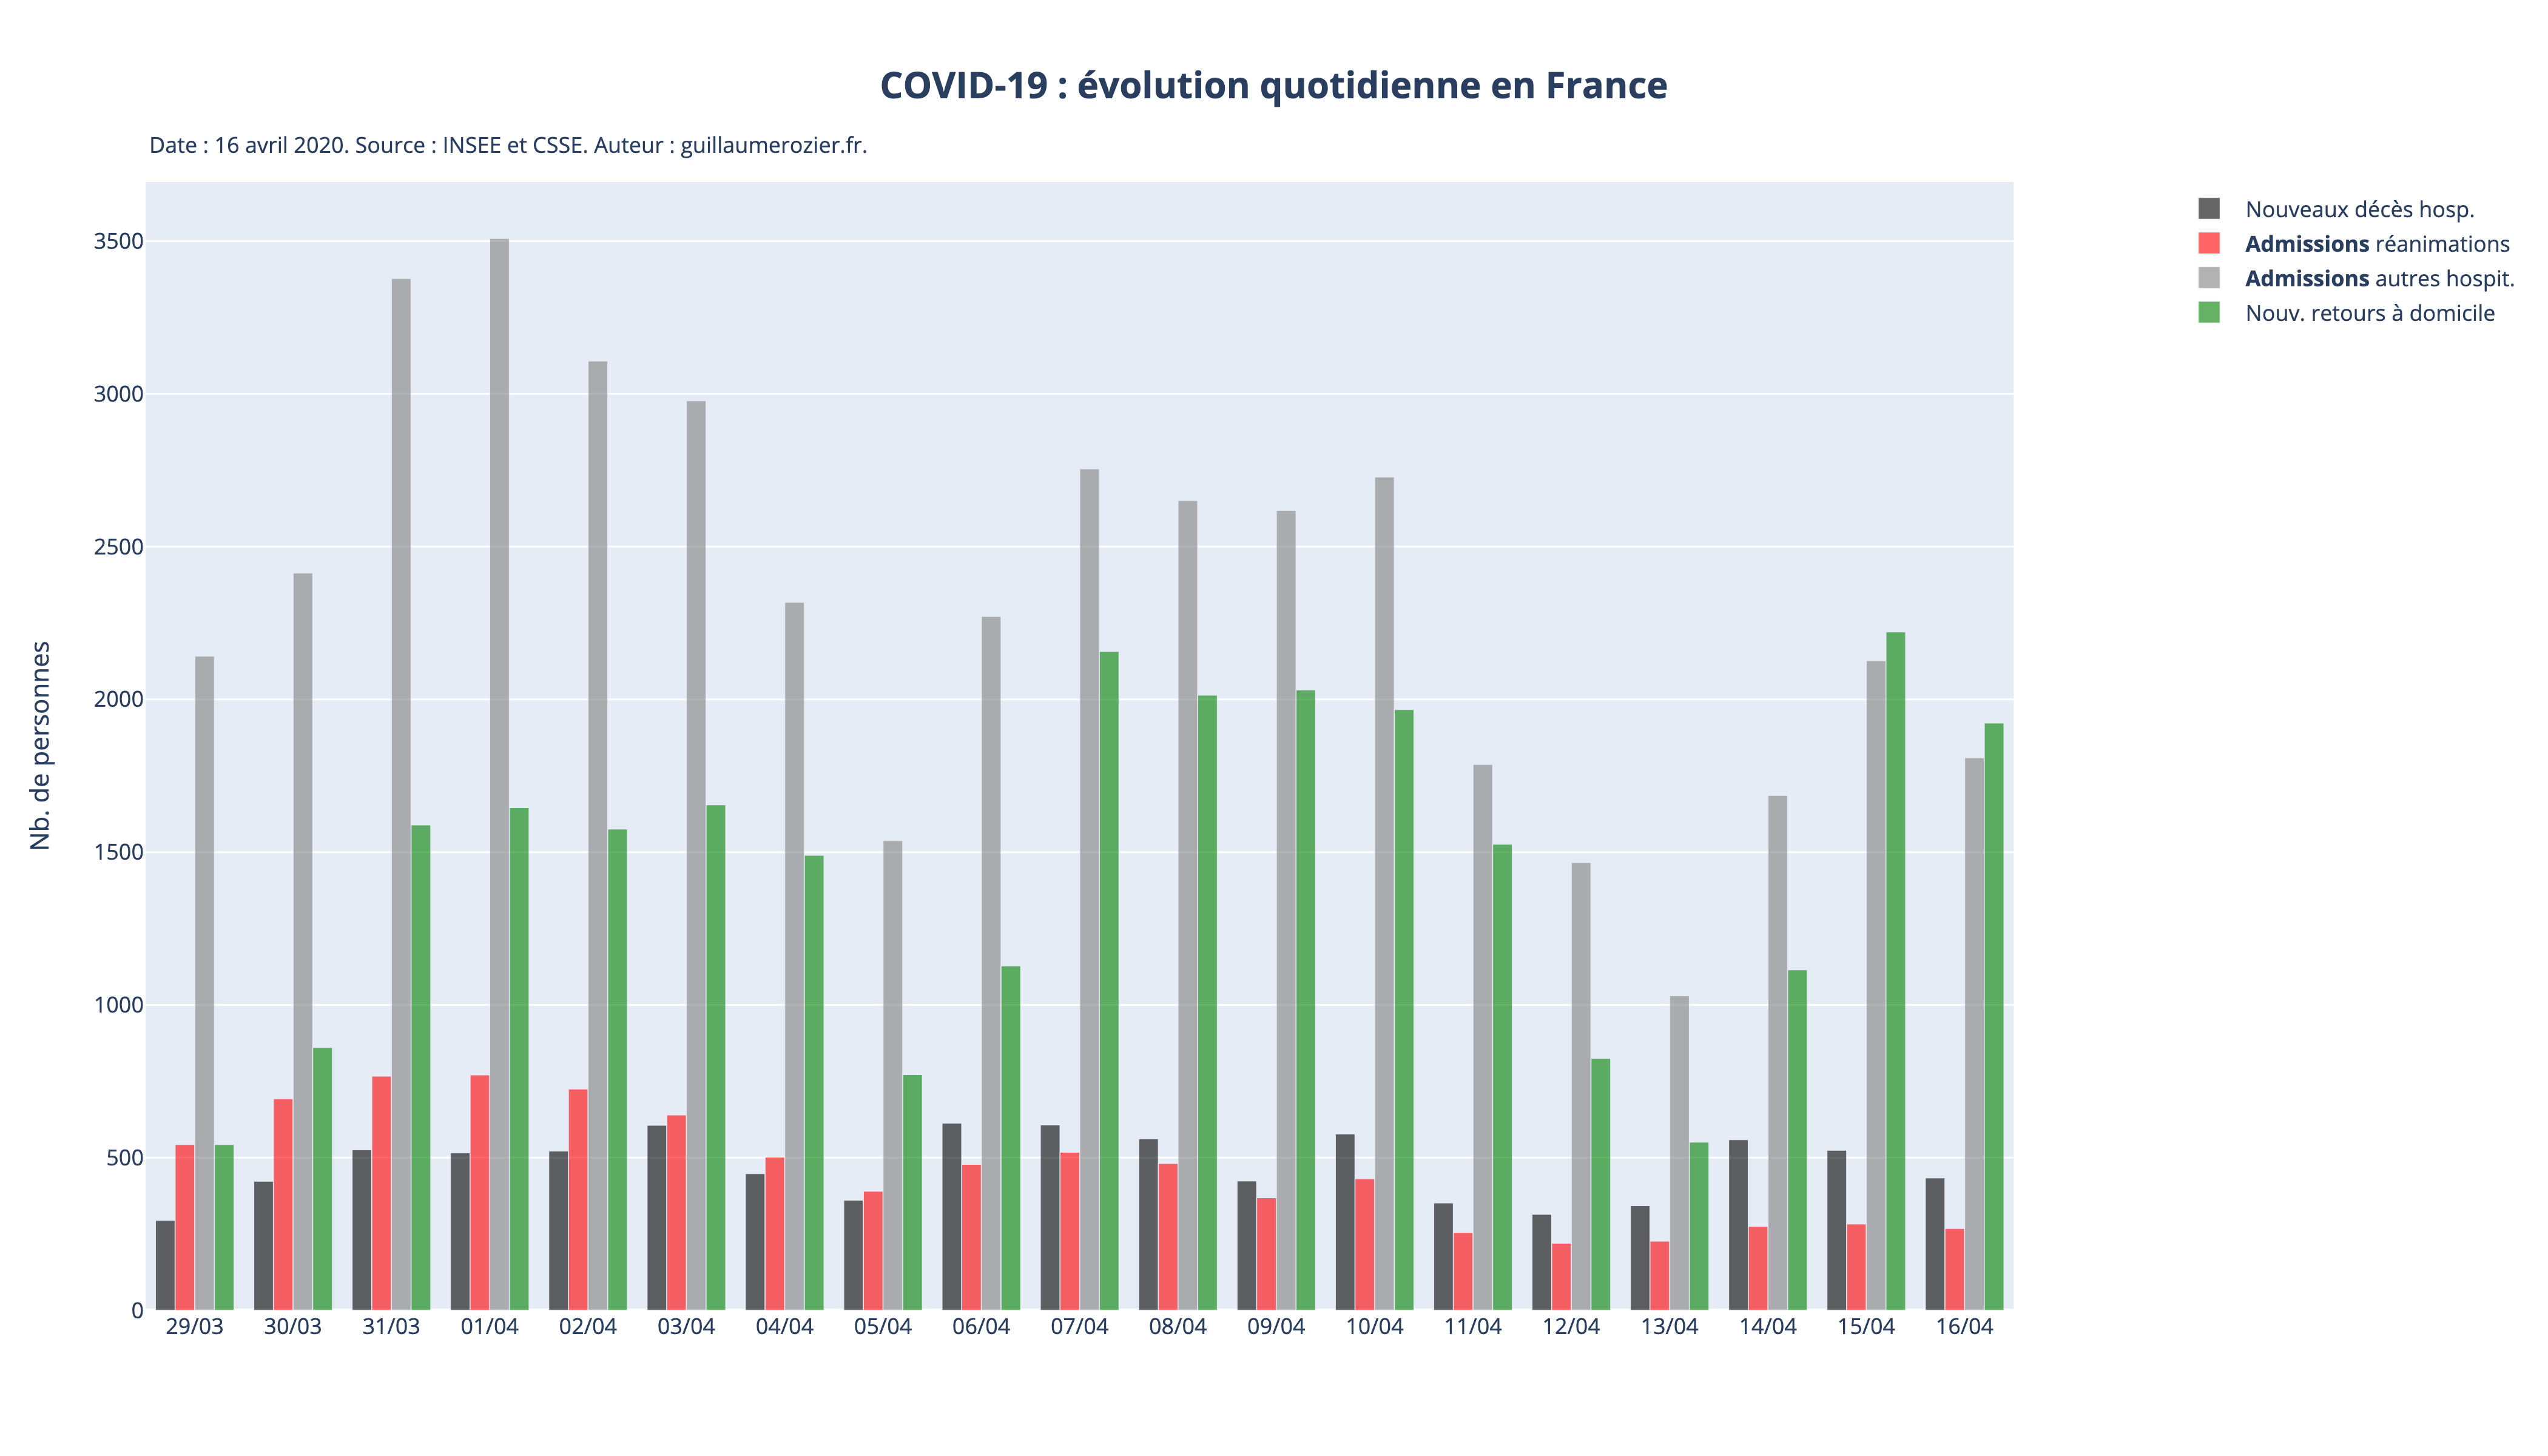 COVID-19 : évolution quotidienne en France
Date : 16 avril 2020. Source : INSEE et CSSE. Auteur : guillaumerozier.fr.
Nouveaux décès hosp.
Admissions réanimations
Admissions autres hospit.
Nouv. retours à domicile
Nb. de personnes
3500
3000
2500
2000
1500
1000
500
0
29/03 30/03 31/03 01/04 02/04 03/04 04/04 05/04 06/04 07/04 08/04 09/04 10/04 11/04 12/04 13/04 14/04 15/04 16/04